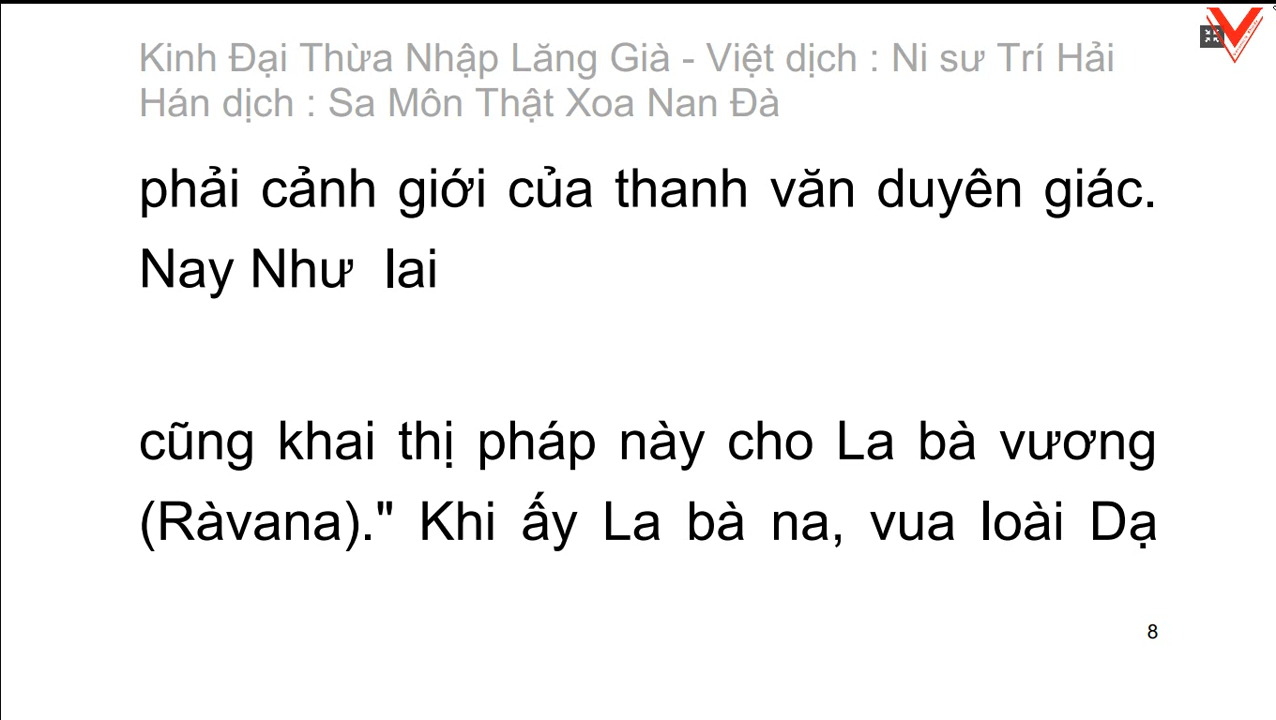 Kinh Đại Thừa Nhập Lăng Già - Việt dịch : Ni sư Trí Hải
Hán dịch : Sa Môn Thật Xoa Nan Đà
phải cảnh giới của thanh văn duyên giác.
Nay Như lai
cũng khai thị pháp này cho La bà vương
(Ràvana)." Khi ấy La bà na, vua loài Dạ
8